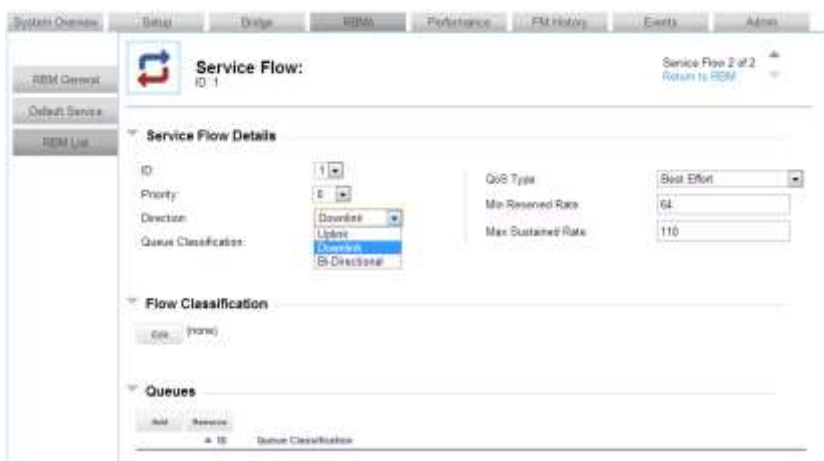 System Overview Setup Bridge RBMs Performance PM History Events Admin
Service Flow:
ID: 1
Service Flow 2 of 2
Return to RBM
RBM General
Default Service
RBM List
Service Flow Details
ID: 1
Priority: 0
Direction: Downlink
Uplink
Downlink
Bi-Directional
Queue Classification:
QoS Type Best Effort
Min Reserved Rate 64
Max Sustained Rate 110
Flow Classification
Edit (none)
Queues
Add Remove
ID Queue Classification